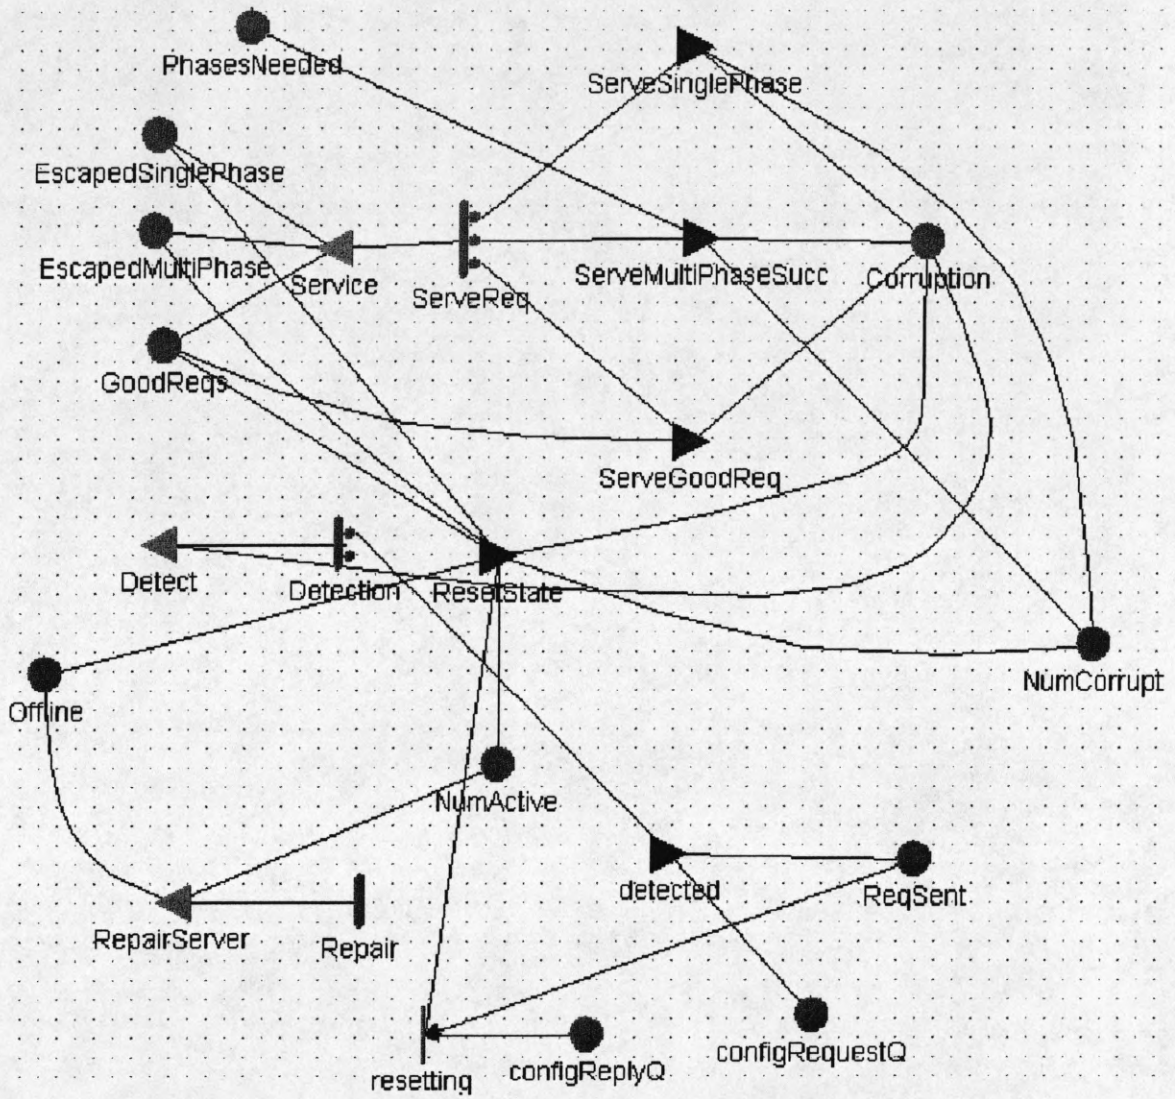 PhasesNeeded
ServeSinglePhase
EscapedSinglePhase
EscapedMultiPhase
Service
ServeReq
ServeMultiPhaseSucc
Corruption
GoodReqs
ServeGoodReq
Detect
Detection
ResetState
Offline
NumCorrupt
NumActive
detected
ReqSent
RepairServer
Repair
resetting
configReplyQ
configRequestQ